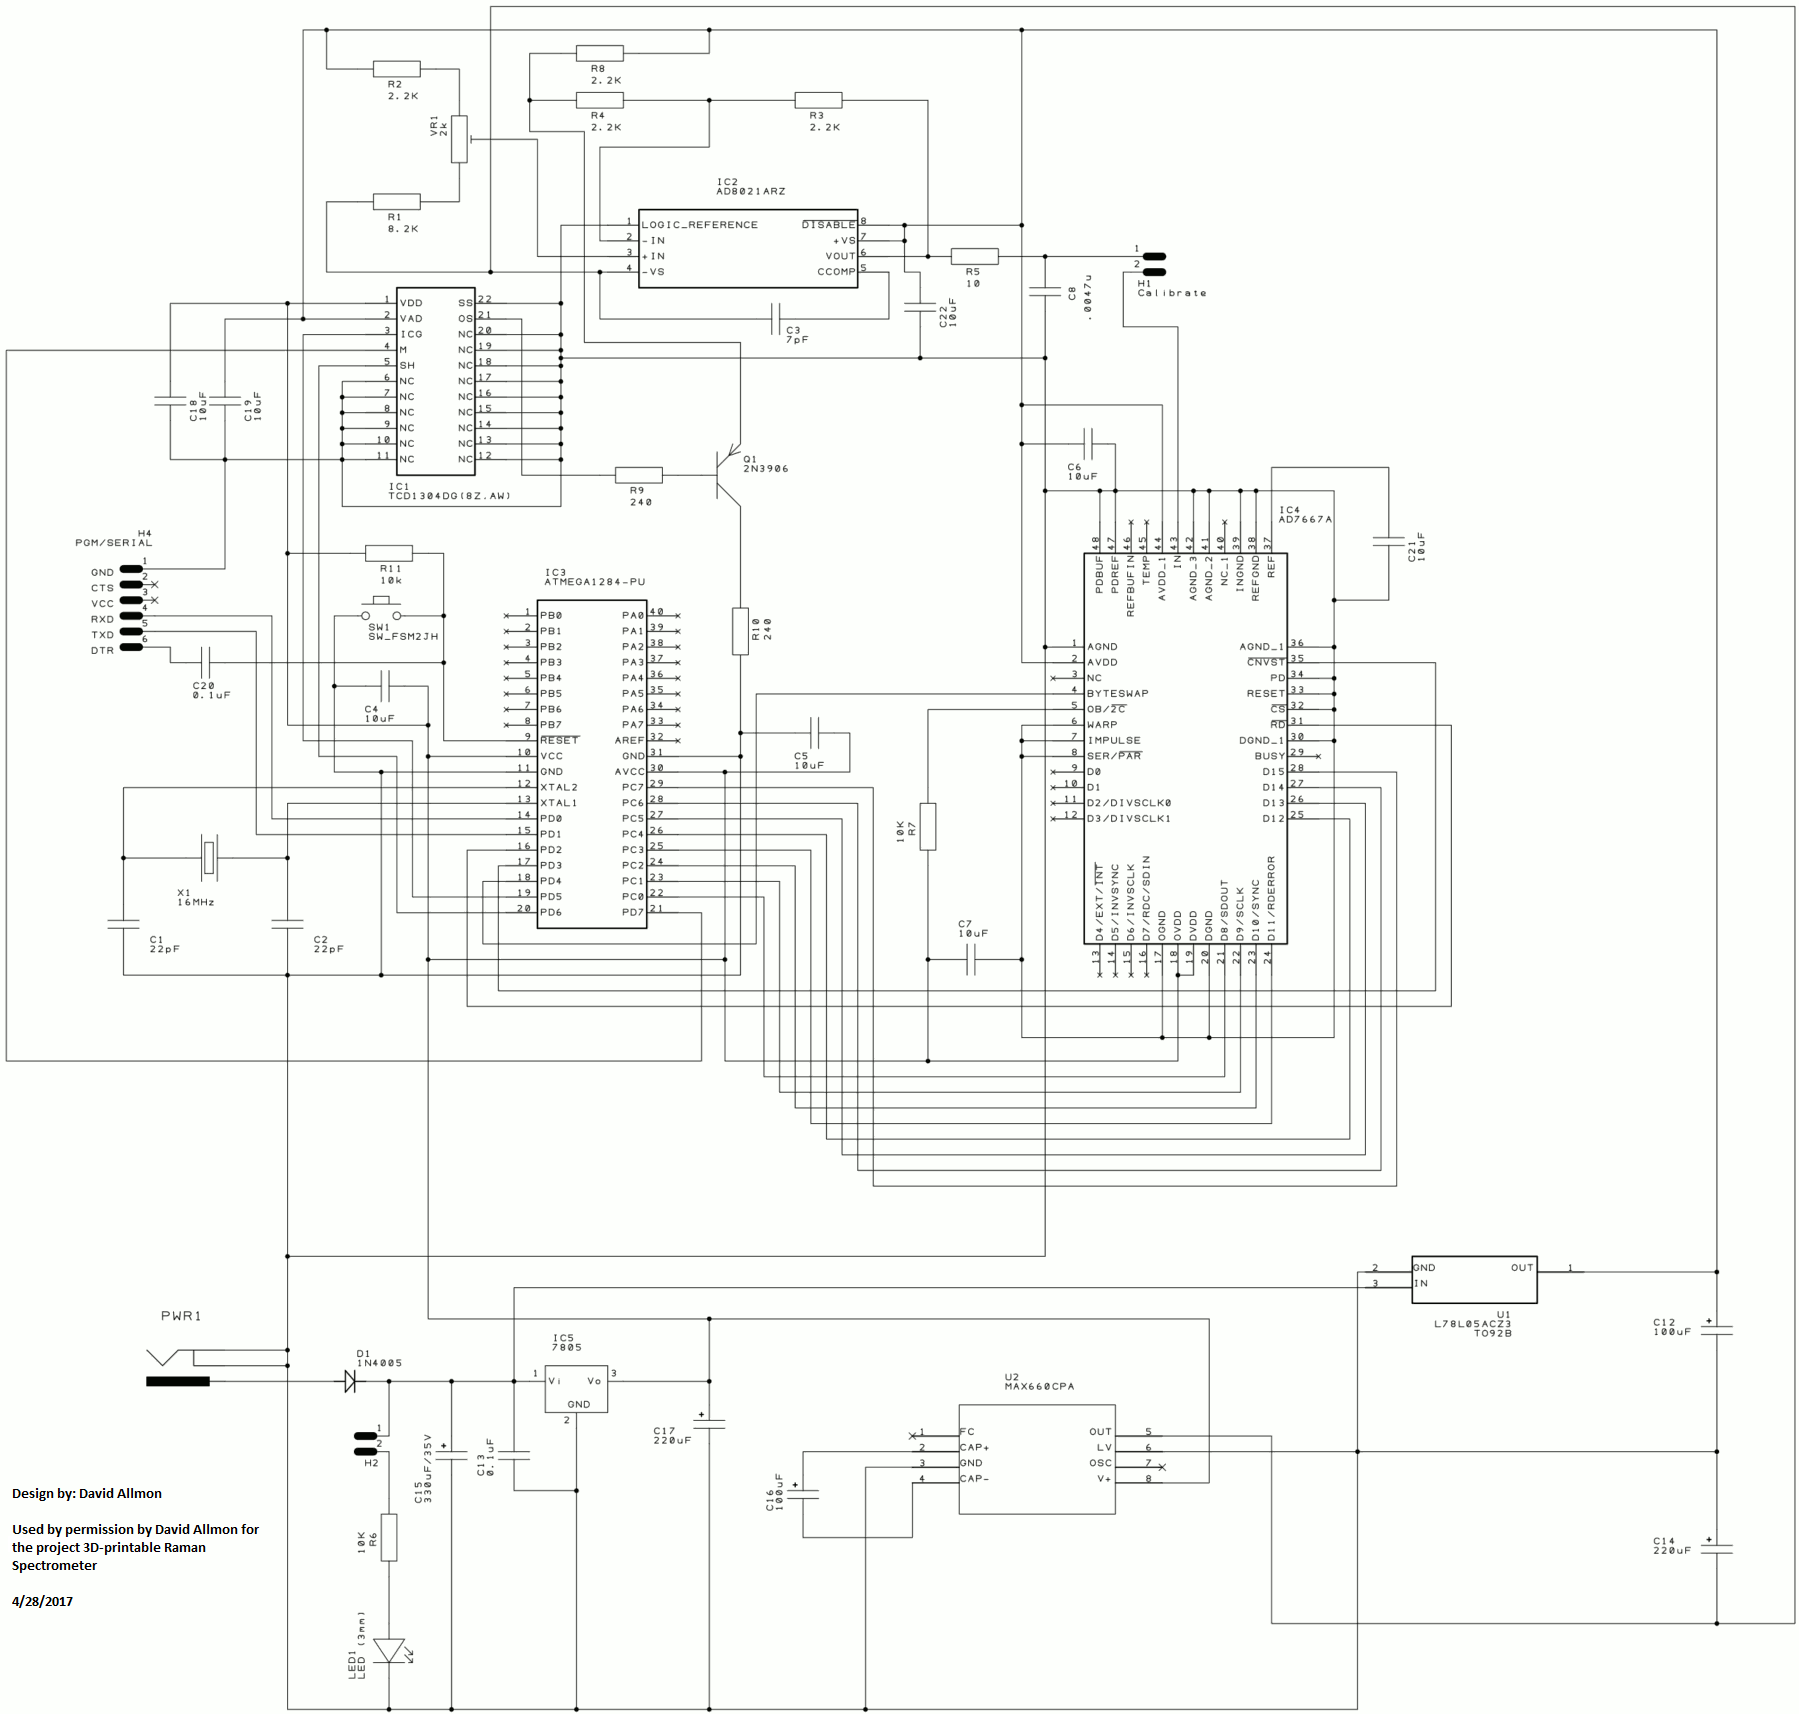 R2
2.2K
R8
2.2K
R4
2.2K
R3
2.2K
VR1
2k
R1
8.2K
IC2
AD8021ARZ
1 LOGIC_REFERENCE DISABLE 8
2 -IN +VS 7
3 +IN VOUT 6
4 -VS CCOMP 5
R5
10
1
2
H1
Calibrate
C8
.0047u
C22
10uF
C3
7pF
1 VDD SS 22
2 VAD OS 21
3 ICG NC 20
4 M NC 19
5 SH NC 18
6 NC NC 17
7 NC NC 16
8 NC NC 15
9 NC NC 14
10 NC NC 13
11 NC NC 12
IC1
TCD1304DG(8Z.AW)
C18
10uF
C19
10uF
Q1
2N3906
R9
240
C6
10uF
IC4
AD7667A
C21
10uF
H4
PGM/SERIAL
GND 1
CTS 2
VCC 3
RXD 4
TXD 5
DTR 6
R11
10k
SW1
SW_FSM2JH
C20
0.1uF
C4
10uF
IC3
ATMEGA1284-PU
1 PB0 PA0 40
2 PB1 PA1 39
3 PB2 PA2 38
4 PB3 PA3 37
5 PB4 PA4 36
6 PB5 PA5 35
7 PB6 PA6 34
8 PB7 PA7 33
9 RESET AREF 32
10 VCC GND 31
11 GND AVCC 30
12 XTAL2 PC7 29
13 XTAL1 PC6 28
14 PD0 PC5 27
15 PD1 PC4 26
16 PD2 PC3 25
17 PD3 PC2 24
18 PD4 PC1 23
19 PD5 PC0 22
20 PD6 PD7 21
R10
240
C5
10uF
48 PDBUF
47 PDREF
46 REFBUFIN
45 TEMP
44 AVDD_1
43 IN
42 AGND_3
41 AGND_2
40 NC_1
39 INGND
38 REFGND
37 REF
1 AGND AGND_1 36
2 AVDD CNVST 35
3 NC PD 34
4 BYTESWAP RESET 33
5 OB/2C CS 32
6 WARP RD 31
7 IMPULSE DGND_1 30
8 SER/PAR BUSY 29
9 D0 D15 28
10 D1 D14 27
11 D2/DIVSCLK0 D13 26
12 D3/DIVSCLK1 D12 25
13 D4/EXT/INT
14 D5/INVSYNC
15 D6/INVSCLK
16 D7/RDC/SDIN
17 OGND
18 OVDD
19 DVDD
20 DGND
21 D8/SDOUT
22 D9/SCLK
23 D10/SYNC
24 D11/RDERROR
10K
R7
C7
10uF
X1
16MHz
C1
22pF
C2
22pF
PWR1
D1
1N4005
IC5
7805
1 Vi Vo 3
GND
2
1
2
H2
C15
330uF/35V
+
C13
0.1uF
C17
220uF
+
10K
R6
LED1
LED (3mm)
U2
MAX660CPA
1 FC OUT 5
2 CAP+ LV 6
3 GND OSC 7
4 CAP- V+ 8
C16
100uF
+
2 GND OUT 1
3 IN
U1
L78L05ACZ3
TO92B
C12
100uF
+
C14
220uF
+
Design by: David Allmon
Used by permission by David Allmon for
the project 3D-printable Raman
Spectrometer
4/28/2017